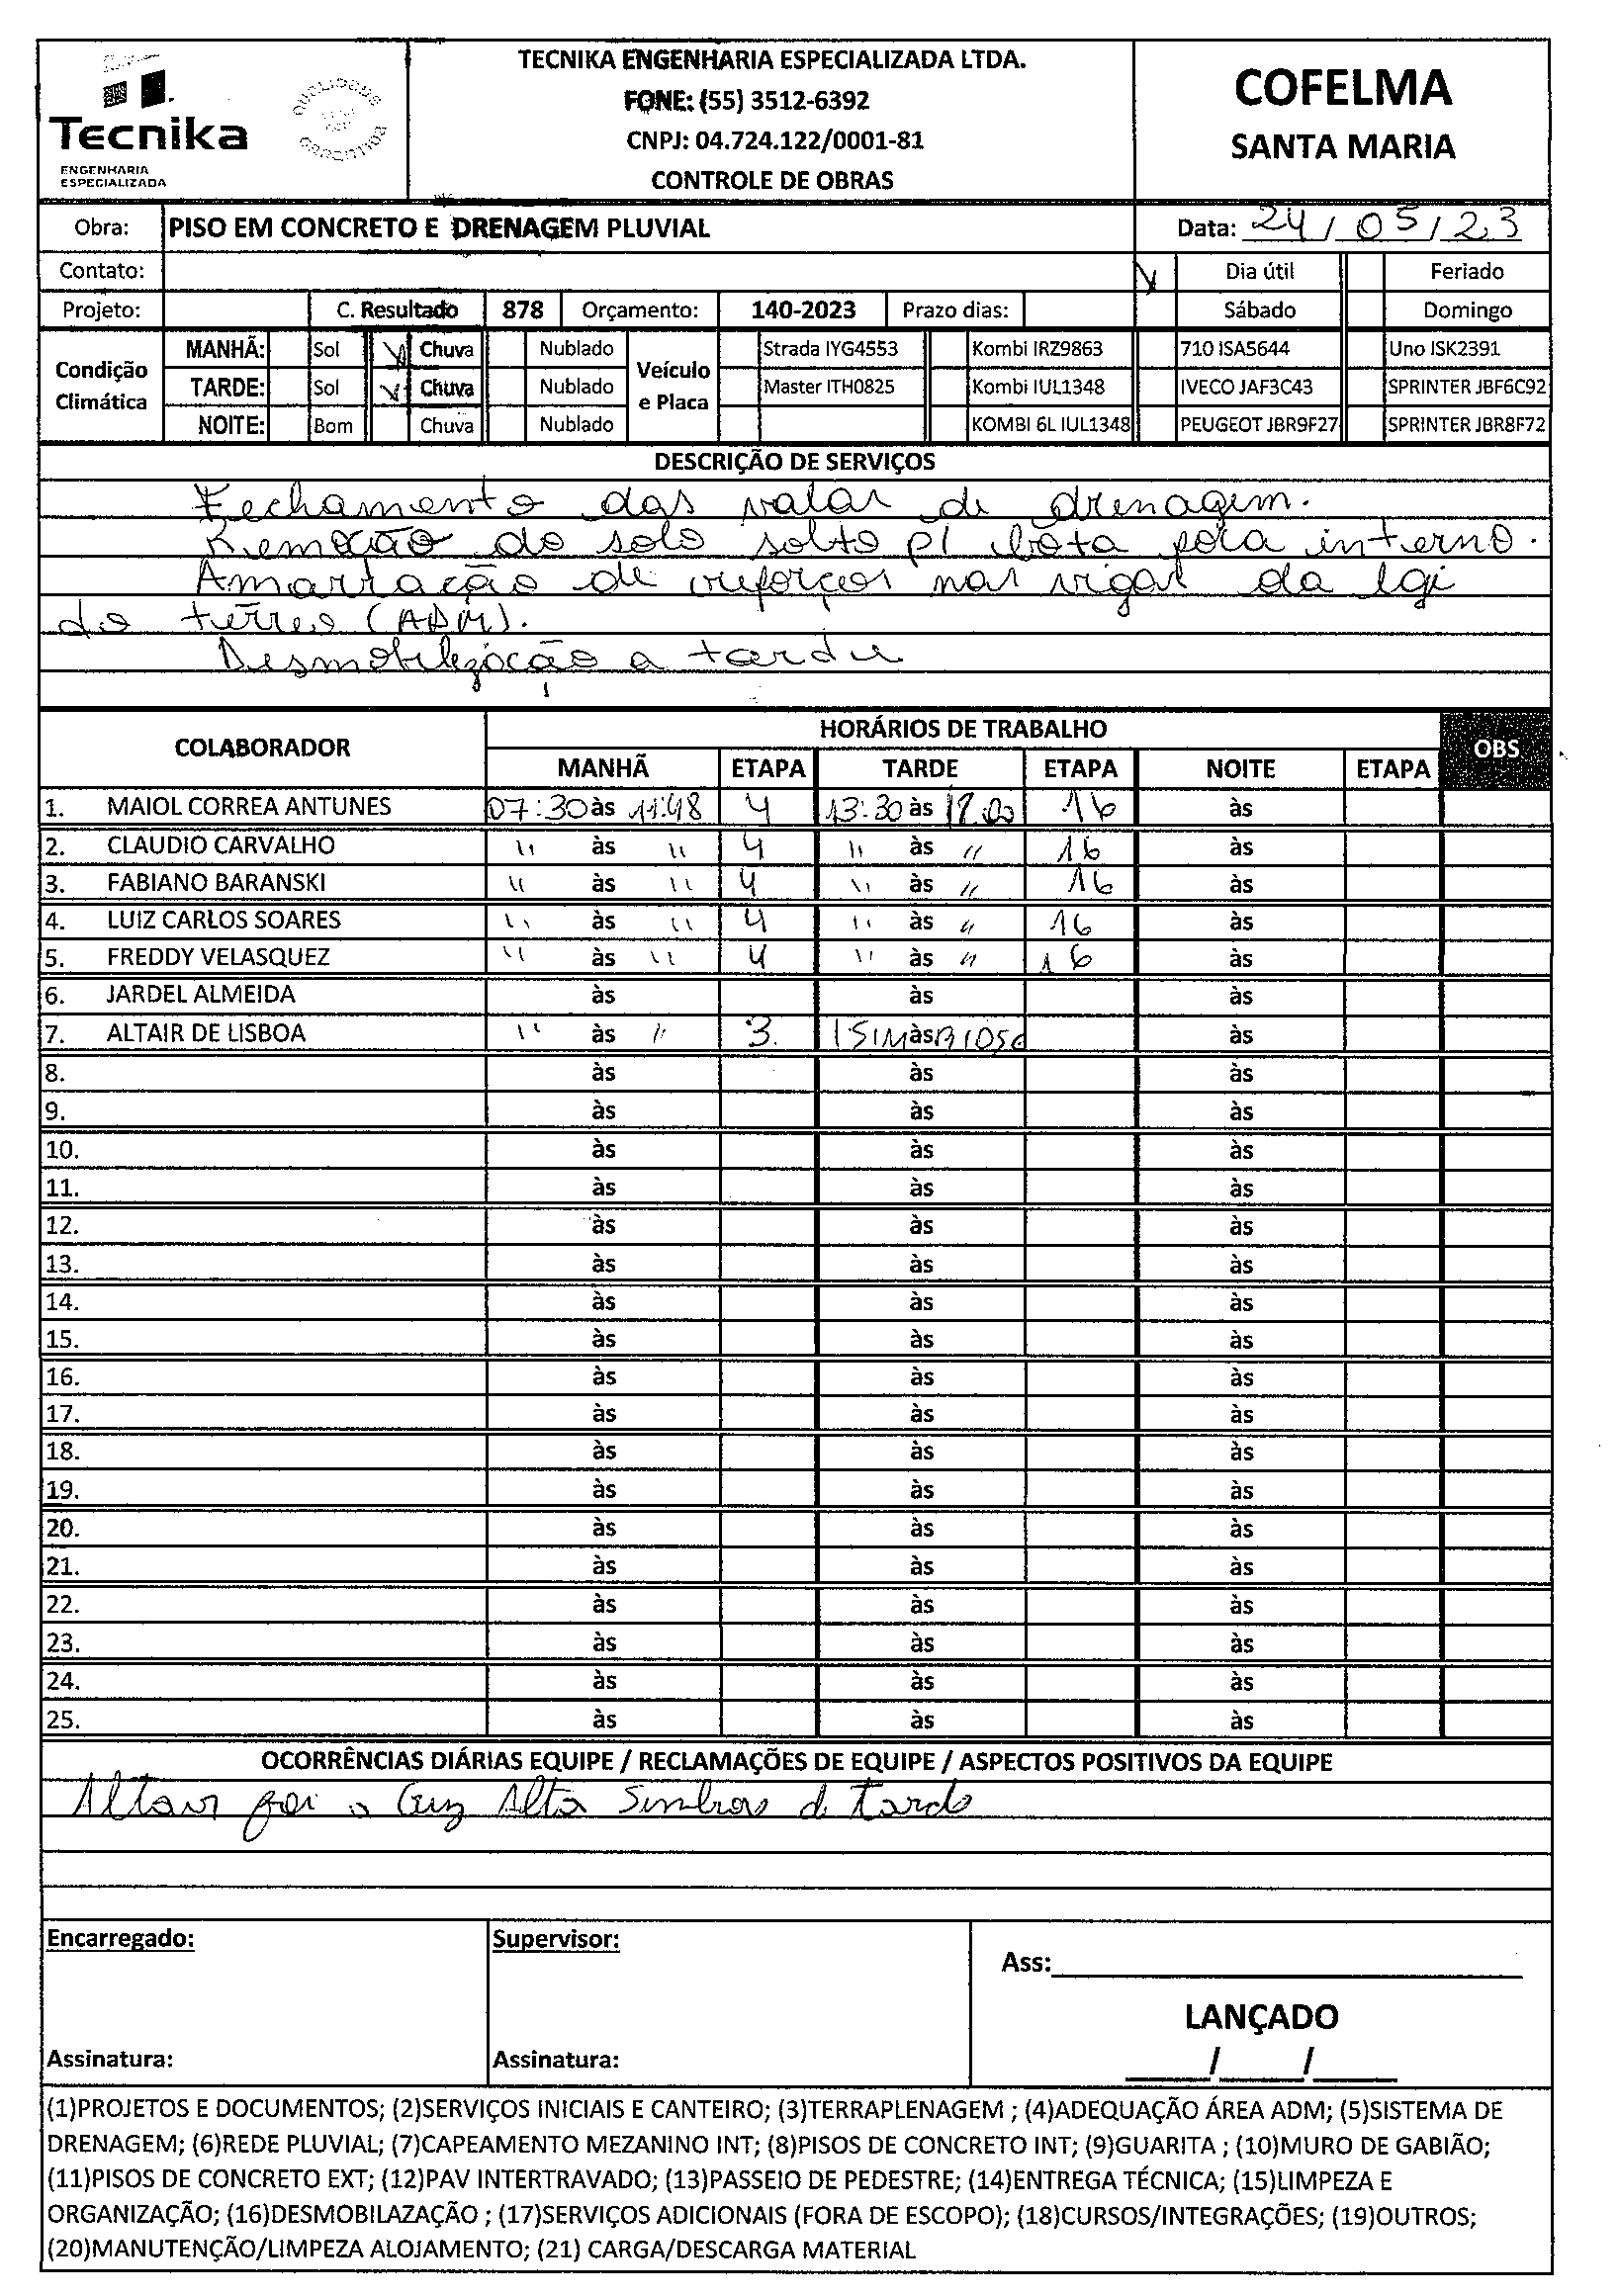 Tecnika
ENGENHARIA
ESPECIALIZADA
TECNIKA ENGENHARIA ESPECIALIZADA LTDA.
FONE: (55) 3512-6392
CNPJ: 04.724.122/0001-81
CONTROLE DE OBRAS
COFELMA
SANTA MARIA
Obra: PISO EM CONCRETO E DRENAGEM PLUVIAL Data: 24/05/23
Contato: Dia útil Feriado
Projeto: C. Resultado 878 Orçamento: 140-2023 Prazo dias: Sábado Domingo
Condição Climática Veículo e Placa
MANHÃ: Sol Chuva Nublado Strada IYG4553 Kombi IRZ9863 710 ISA5644 Uno ISK2391
TARDE: Sol Chuva Nublado Master ITH0825 Kombi IUL1348 IVECO JAF3C43 SPRINTER JBF6C92
NOITE: Bom Chuva Nublado KOMBI 6L IUL1348 PEUGEOT JBR9F27 SPRINTER JBR8F72
DESCRIÇÃO DE SERVIÇOS
Fechamento das valas de drenagem.
Remoção do solo solto p/ bota fora interno.
Amarração de reforços nas vigas da laje
do térreo (ADM).
Desmobilização a tarde
COLABORADOR HORÁRIOS DE TRABALHO OBS
MANHÃ ETAPA TARDE ETAPA NOITE ETAPA
1. MAIOL CORREA ANTUNES 07:30 às 11:48 4 13:30 às 18:00 16 às
2. CLAUDIO CARVALHO " às " 4 " às " 16 às
3. FABIANO BARANSKI " às " 4 " às " 16 às
4. LUIZ CARLOS SOARES " às " 4 " às " 16 às
5. FREDDY VELASQUEZ " às " 4 " às " 16 às
6. JARDEL ALMEIDA às às às
7. ALTAIR DE LISBOA " às " 3. às às
8. às às às
9. às às às
10. às às às
11. às às às
12. às às às
13. às às às
14. às às às
15. às às às
16. às às às
17. às às às
18. às às às
19. às às às
20. às às às
21. às às às
22. às às às
23. às às às
24. às às às
25. às às às
OCORRÊNCIAS DIÁRIAS EQUIPE / RECLAMAÇÕES DE EQUIPE / ASPECTOS POSITIVOS DA EQUIPE
Altair foi a Cruz Alta Simbios d tarde
Encarregado: Supervisor: Ass:
LANÇADO
Assinatura: Assinatura: / /
(1)PROJETOS E DOCUMENTOS; (2)SERVIÇOS INICIAIS E CANTEIRO; (3)TERRAPLENAGEM ; (4)ADEQUAÇÃO ÁREA ADM; (5)SISTEMA DE
DRENAGEM; (6)REDE PLUVIAL; (7)CAPEAMENTO MEZANINO INT; (8)PISOS DE CONCRETO INT; (9)GUARITA ; (10)MURO DE GABIÃO;
(11)PISOS DE CONCRETO EXT; (12)PAV INTERTRAVADO; (13)PASSEIO DE PEDESTRE; (14)ENTREGA TÉCNICA; (15)LIMPEZA E
ORGANIZAÇÃO; (16)DESMOBILAZAÇÃO ; (17)SERVIÇOS ADICIONAIS (FORA DE ESCOPO); (18)CURSOS/INTEGRAÇÕES; (19)OUTROS;
(20)MANUTENÇÃO/LIMPEZA ALOJAMENTO; (21) CARGA/DESCARGA MATERIAL